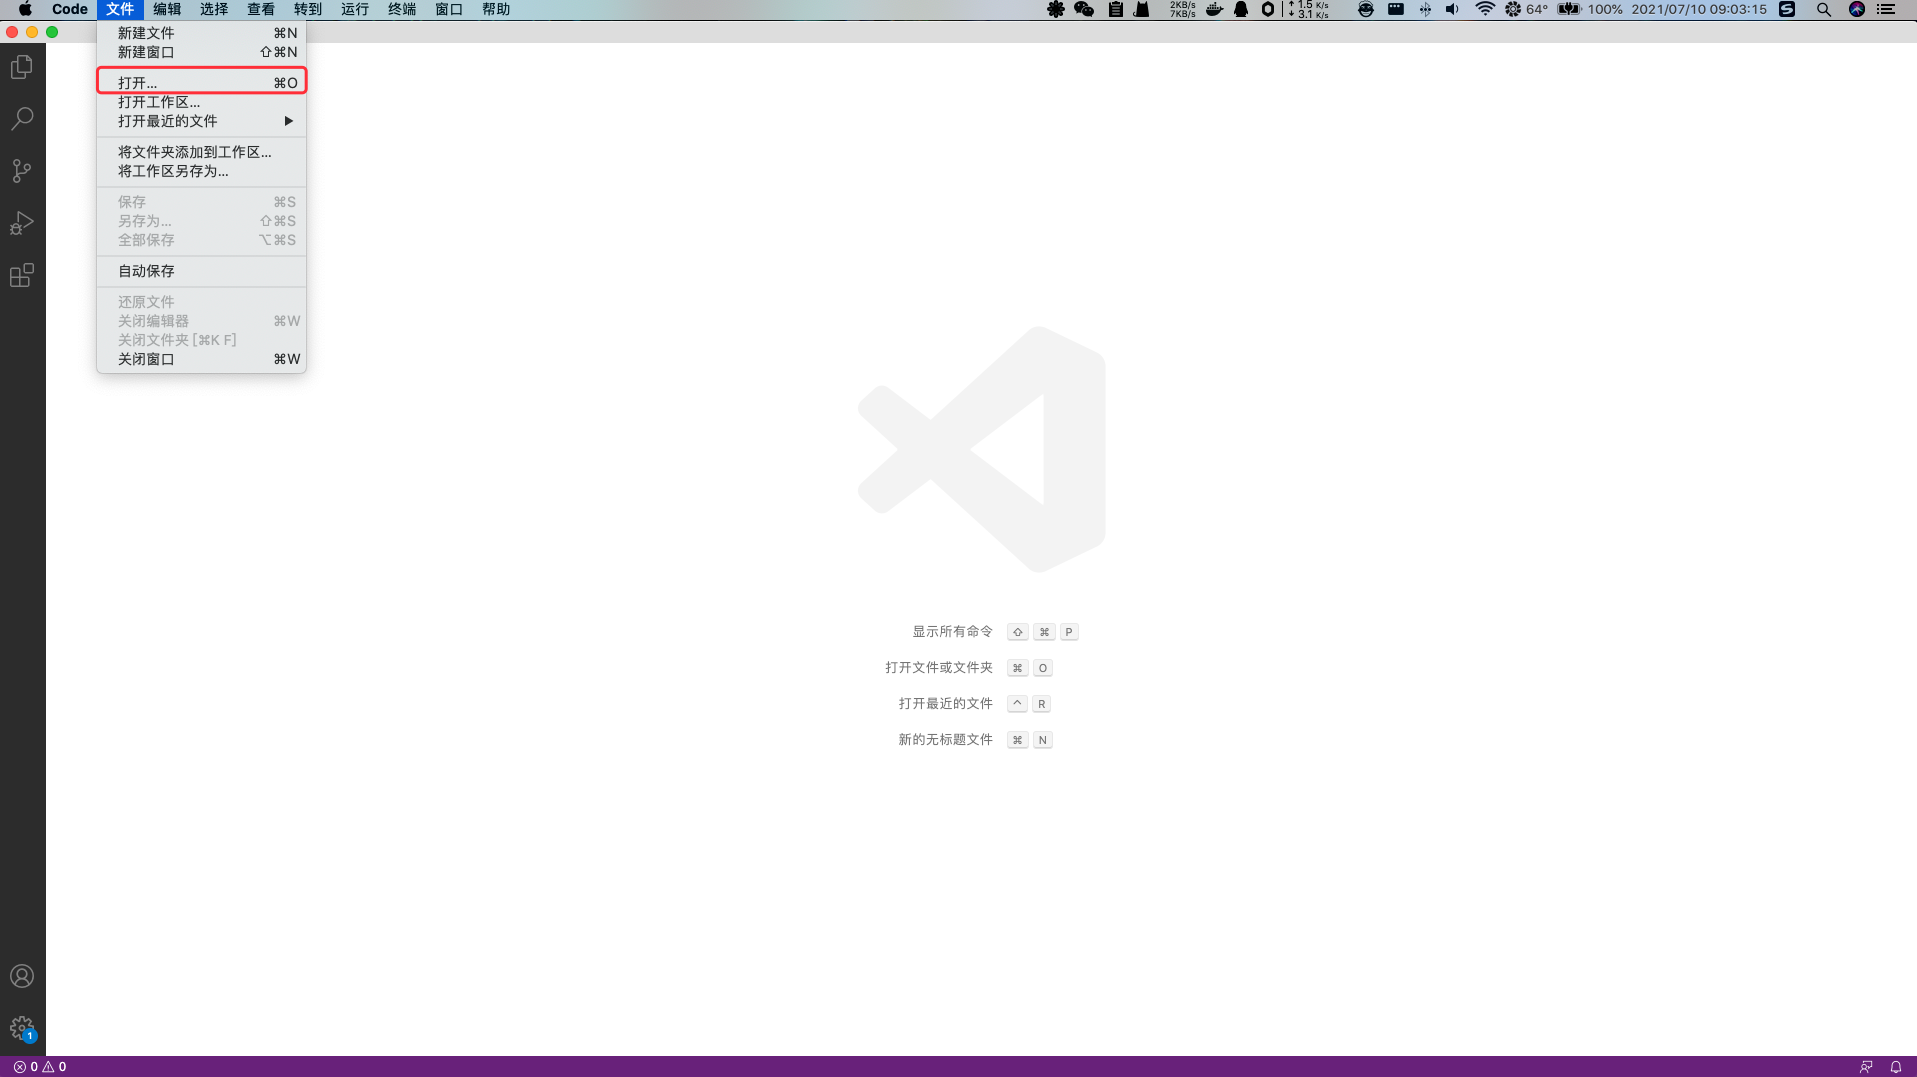 Code 文件 编辑 选择 查看 转到 运行 终端 窗口 帮助 2KB/s 7KB/s 1.5 K/s 3.1 K/s 64° 100% 2021/07/10 09:03:15
新建文件 ⌘N
新建窗口 ⇧⌘N
打开... ⌘O
打开工作区...
打开最近的文件 ▶
将文件夹添加到工作区...
将工作区另存为...
保存 ⌘S
另存为... ⇧⌘S
全部保存 ⌥⌘S
自动保存
还原文件
关闭编辑器 ⌘W
关闭文件夹 [⌘K F]
关闭窗口 ⌘W
显示所有命令 ⇧ ⌘ P
打开文件或文件夹 ⌘ O
打开最近的文件 ^ R
新的无标题文件 ⌘ N
1
0 0